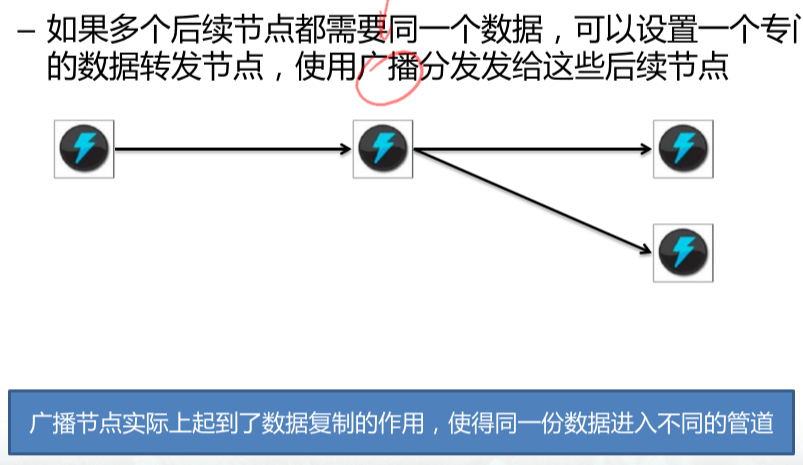 – 如果多个后续节点都需要同一个数据，可以设置一个专门
的数据转发节点，使用广播分发发给这些后续节点
广播节点实际上起到了数据复制的作用，使得同一份数据进入不同的管道